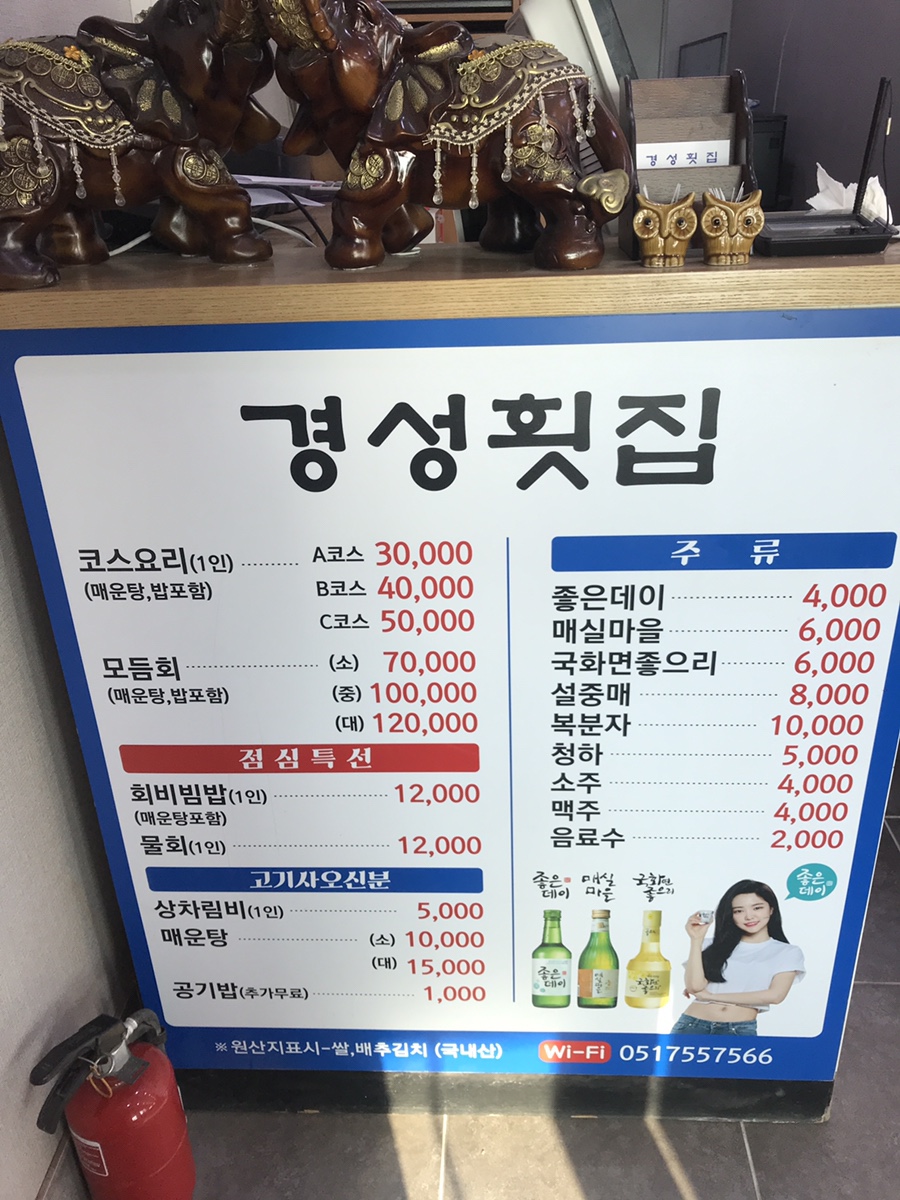 경성횟집
경성횟집
코스요리(1인) ........... A코스 30,000
(매운탕,밥포함) B코스 40,000
C코스 50,000
모듬회 ........... (소) 70,000
(매운탕,밥포함) (중) 100,000
(대) 120,000
점심특선
회비빔밥(1인) ........... 12,000
(매운탕포함)
물회(1인) ........... 12,000
고기사오신분
상차림비(1인) ........... 5,000
매운탕 ........... (소) 10,000
(대) 15,000
공기밥(추가무료) ........... 1,000
주 류
좋은데이 ........... 4,000
매실마을 ........... 6,000
국화면좋으리 ........... 6,000
설중매 ........... 8,000
복분자 ........... 10,000
청하 ........... 5,000
소주 ........... 4,000
맥주 ........... 4,000
음료수 ........... 2,000
좋은데이 매실마을 국화면좋으리
좋은데이
좋은데이
국화면좋으리
※원산지표시-쌀,배추김치 (국내산)
Wi-Fi 0517557566